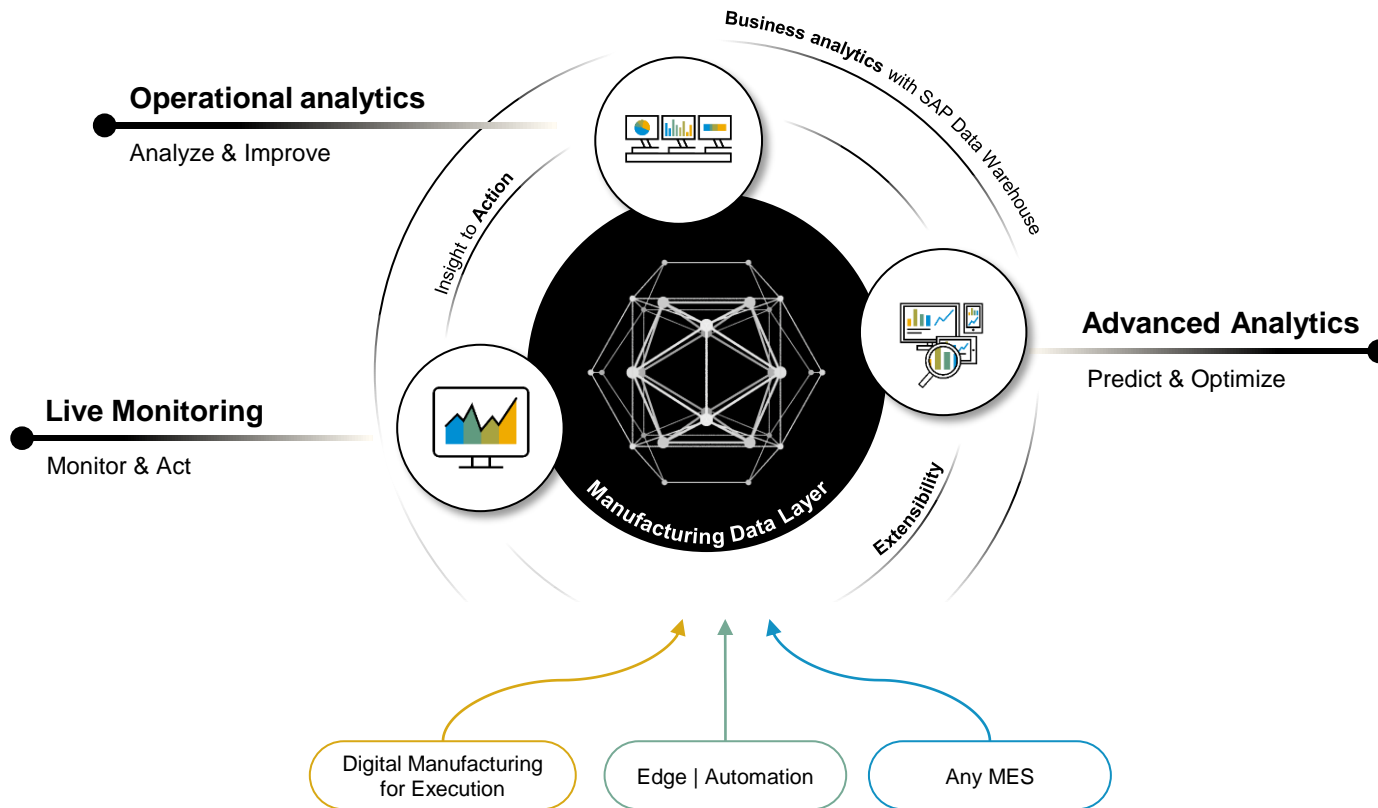 Business analytics with SAP Data Warehouse
Operational analytics
Analyze & Improve
Insight to Action
Advanced Analytics
Predict & Optimize
Live Monitoring
Monitor & Act
Manufacturing Data Layer
Extensibility
Digital Manufacturing
for Execution
Edge | Automation
Any MES